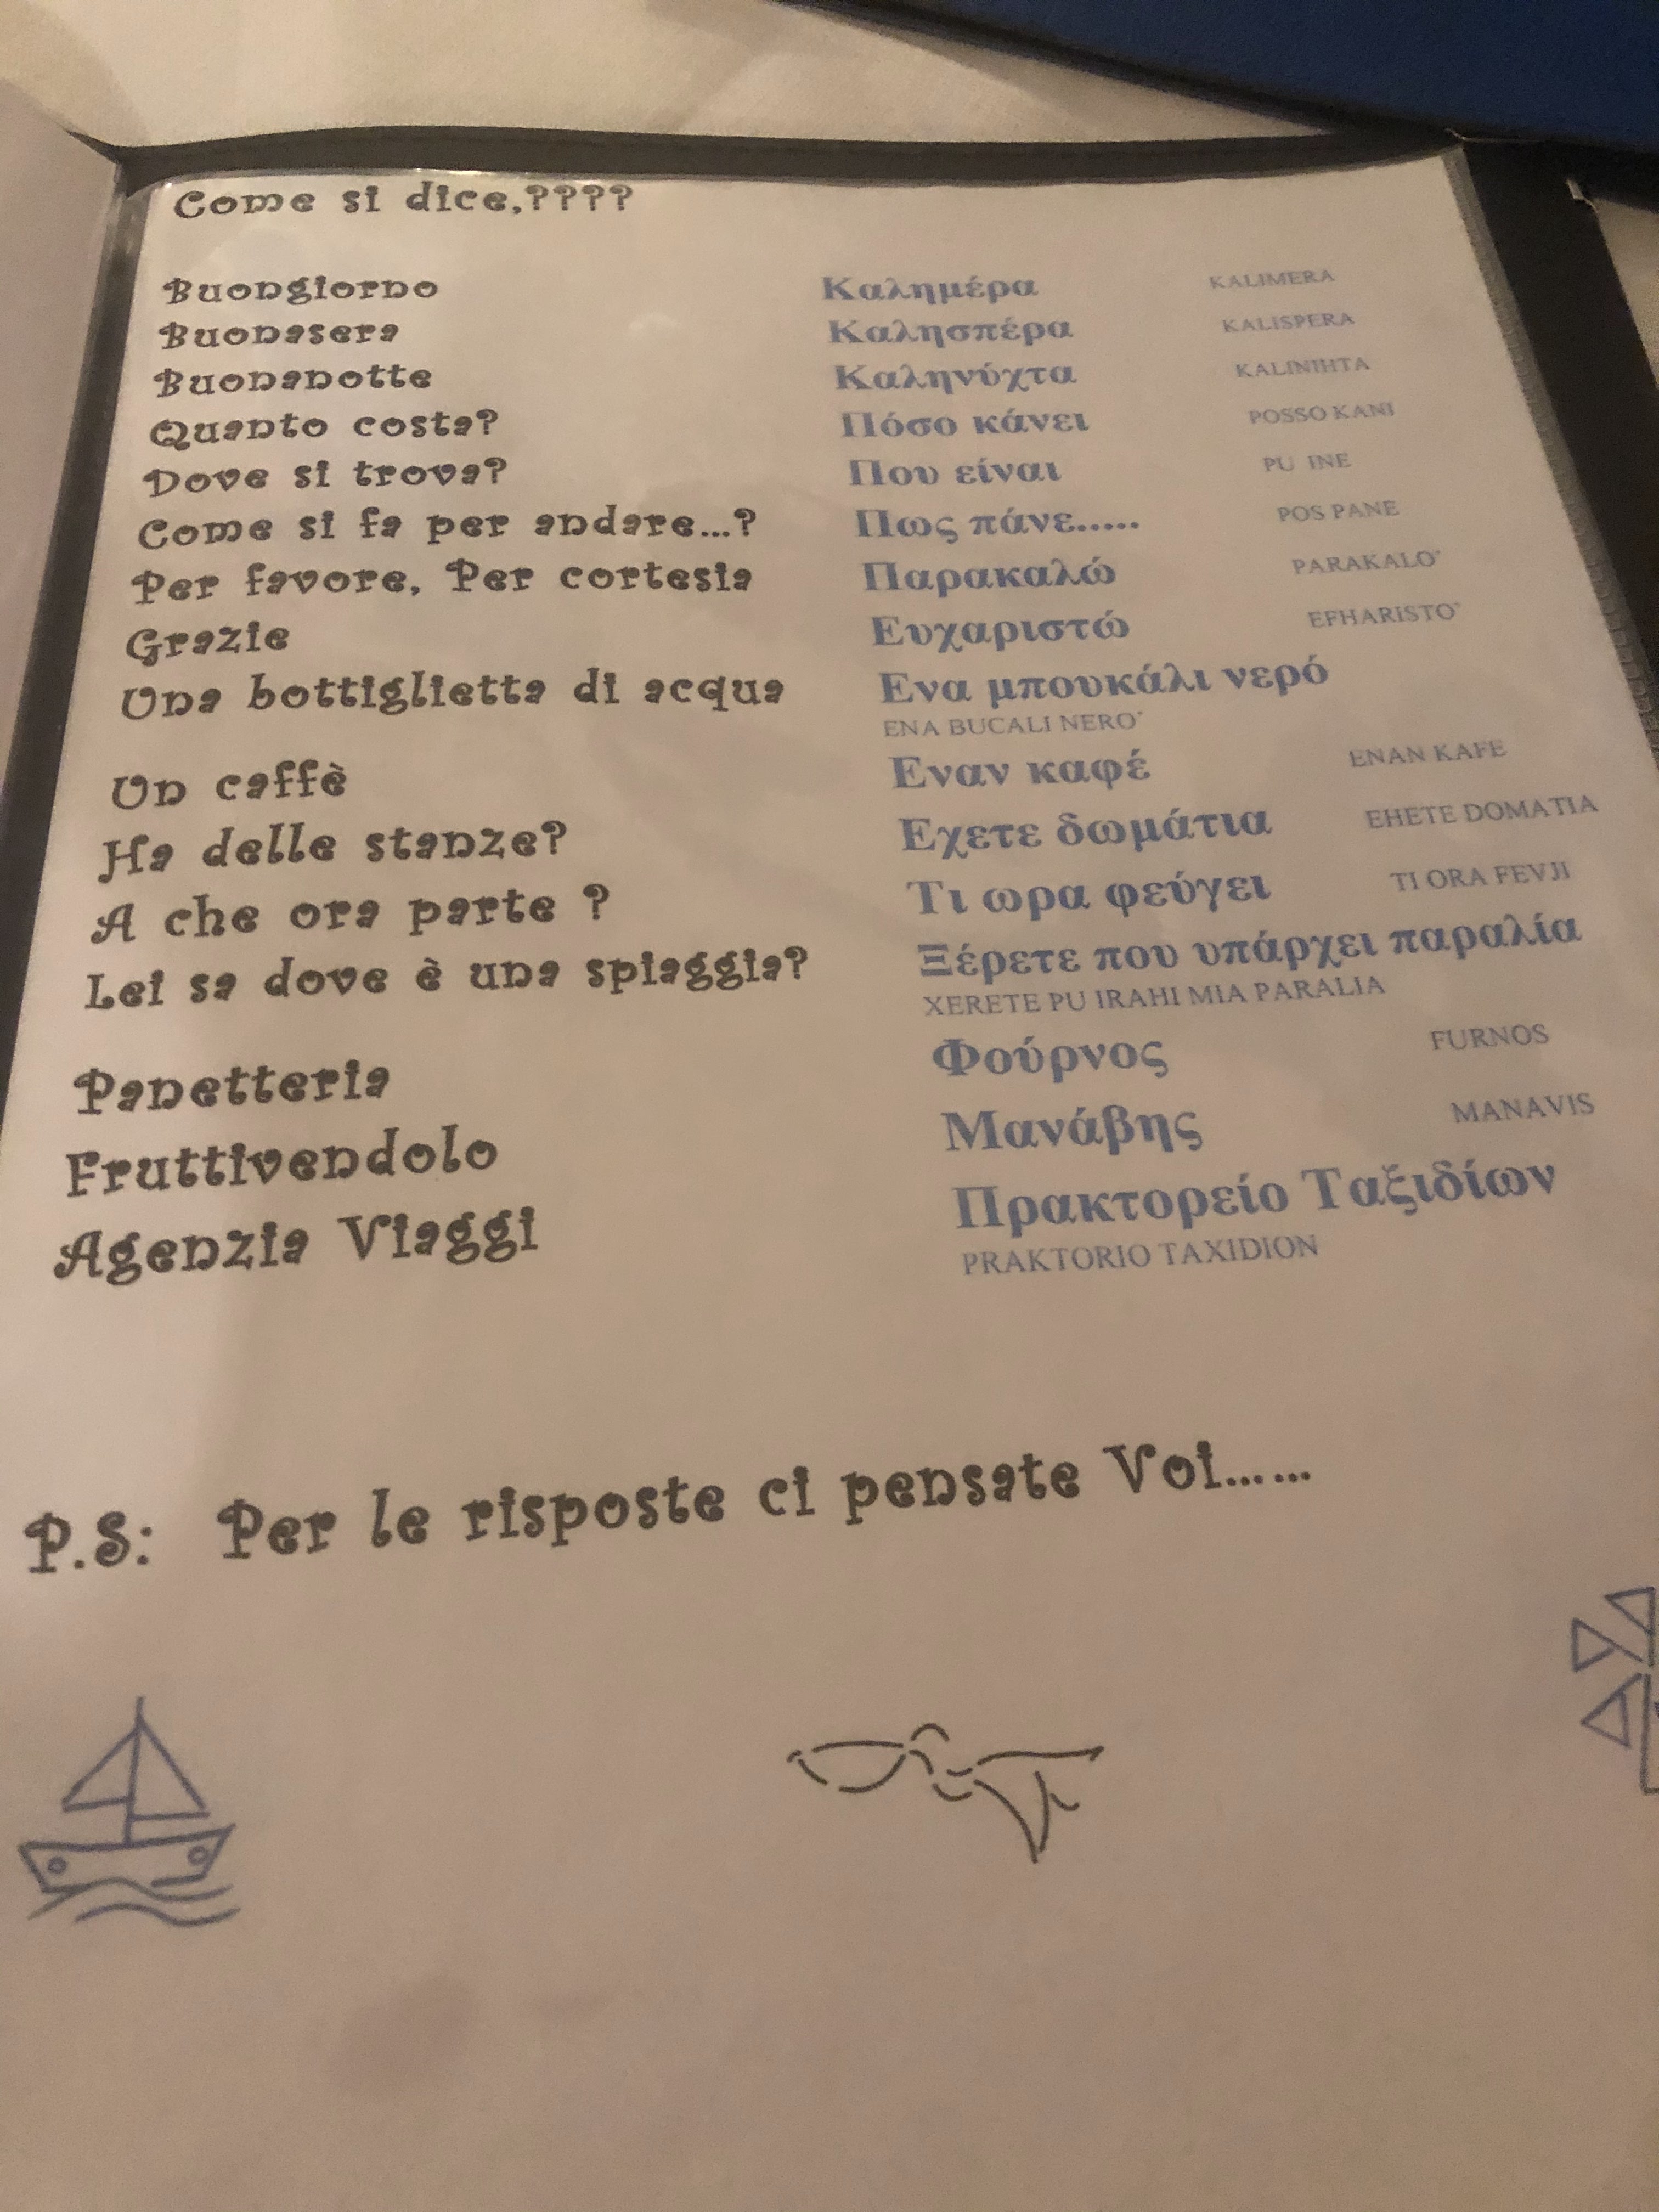 Come si dice,????
Buongiorno Καλημέρα KALIMERA
Buonasera Καλησπέρα KALISPERA
Buonanotte Καληνύχτα KALINIHTA
Quanto costa? Πόσο κάνει POSSO KANI
Dove si trova? Που είναι PU INE
Come si fa per andare...? Πως πάνε..... POS PANE
Per favore, Per cortesia Παρακαλώ PARAKALO'
Grazie Ευχαριστώ EFHARISTO'
Una bottiglietta di acqua Ενα μπουκάλι νερό
ENA BUCALI NERO'
Un caffè Εναν καφέ ENAN KAFE
Ha delle stanze? Εχετε δωμάτια EHETE DOMATIA
A che ora parte ? Τι ωρα φεύγει TI ORA FEVJI
Lei sa dove è una spiaggia? Ξέρετε που υπάρχει παραλία
XERETE PU IRAHI MIA PARALIA
Panetteria Φούρνος FURNOS
Fruttivendolo Μανάβης MANAVIS
Agenzia Viaggi Πρακτορείο Ταξιδίων
PRAKTORIO TAXIDION
P.S: Per le risposte ci pensate Voi......